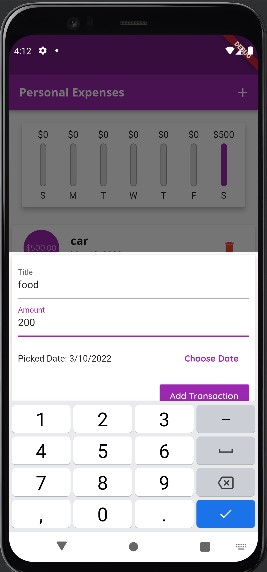 4:12
DEBUG
Personal Expenses +
$0 $0 $0 $0 $0 $0 $500
S M T W T F S
$500.00 car
Title
food
Amount
200
Picked Date: 3/10/2022 Choose Date
Add Transaction
1 2 3 –
4 5 6
7 8 9
, 0 .